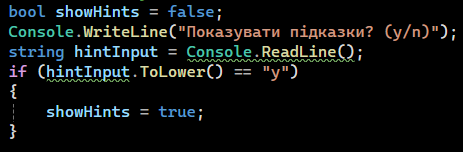 bool showHints = false;
Console.WriteLine("Показувати підказки? (y/n)");
string hintInput = Console.ReadLine();
if (hintInput.ToLower() == "y")
{
    showHints = true;
}